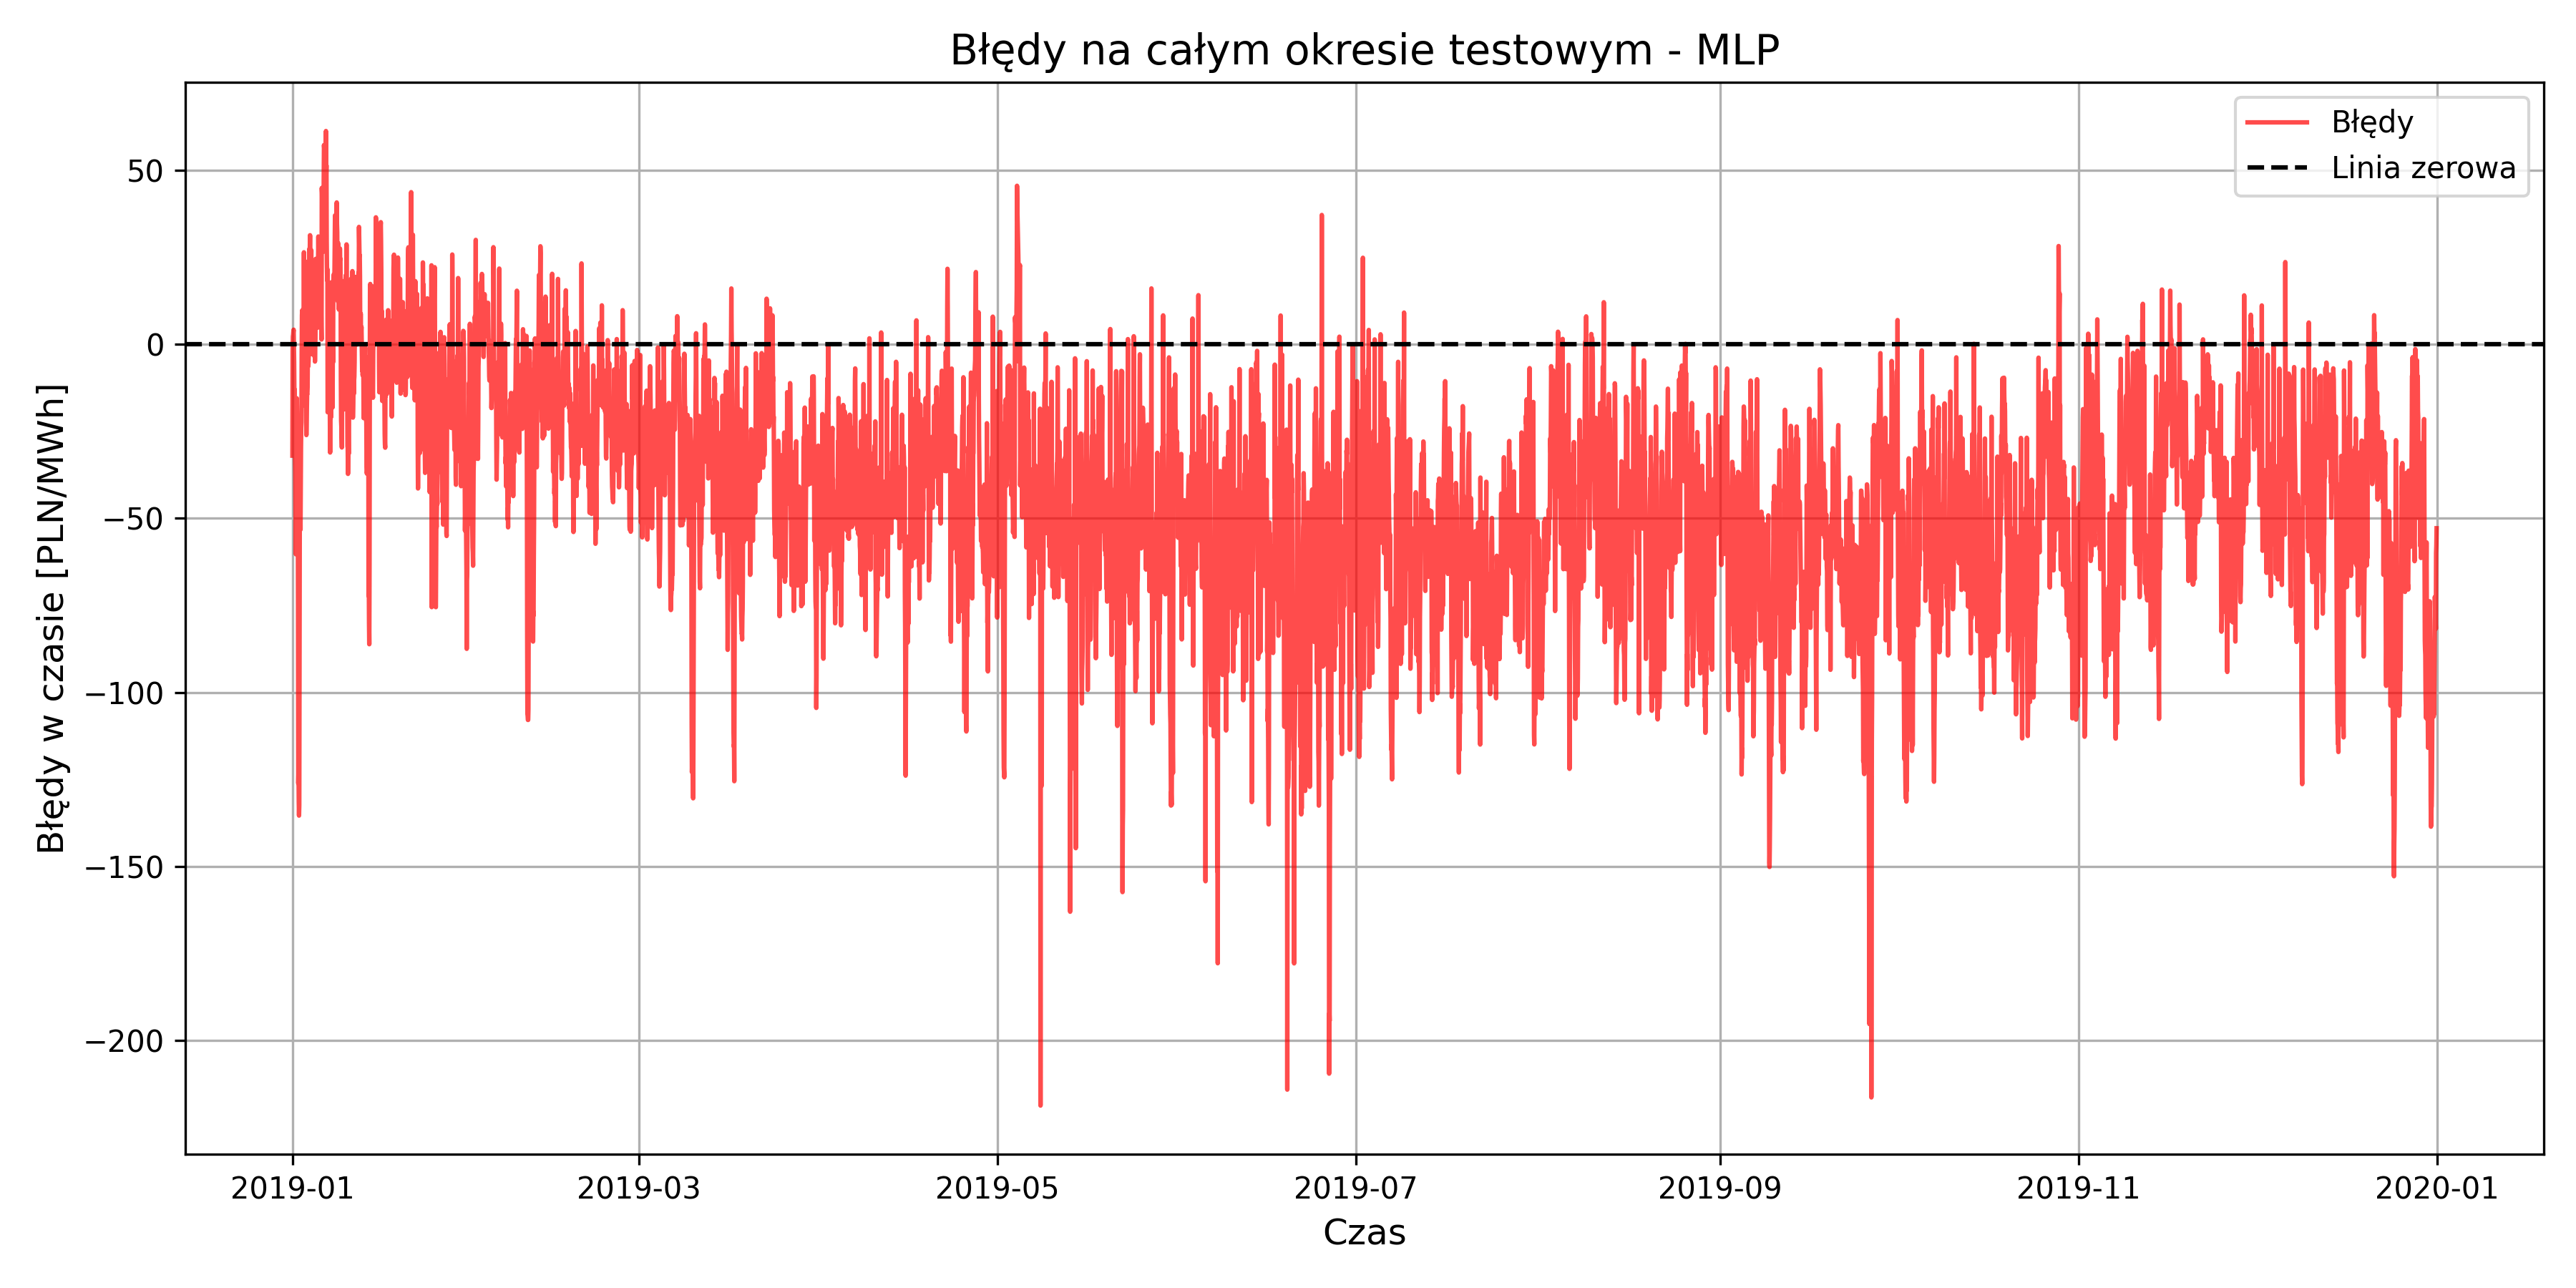 Błędy na całym okresie testowym - MLP
Błędy
Linia zerowa
Błędy w czasie [PLN/MWh]
50
0
−50
−100
−150
−200
2019-01
2019-03
2019-05
2019-07
2019-09
2019-11
2020-01
Czas